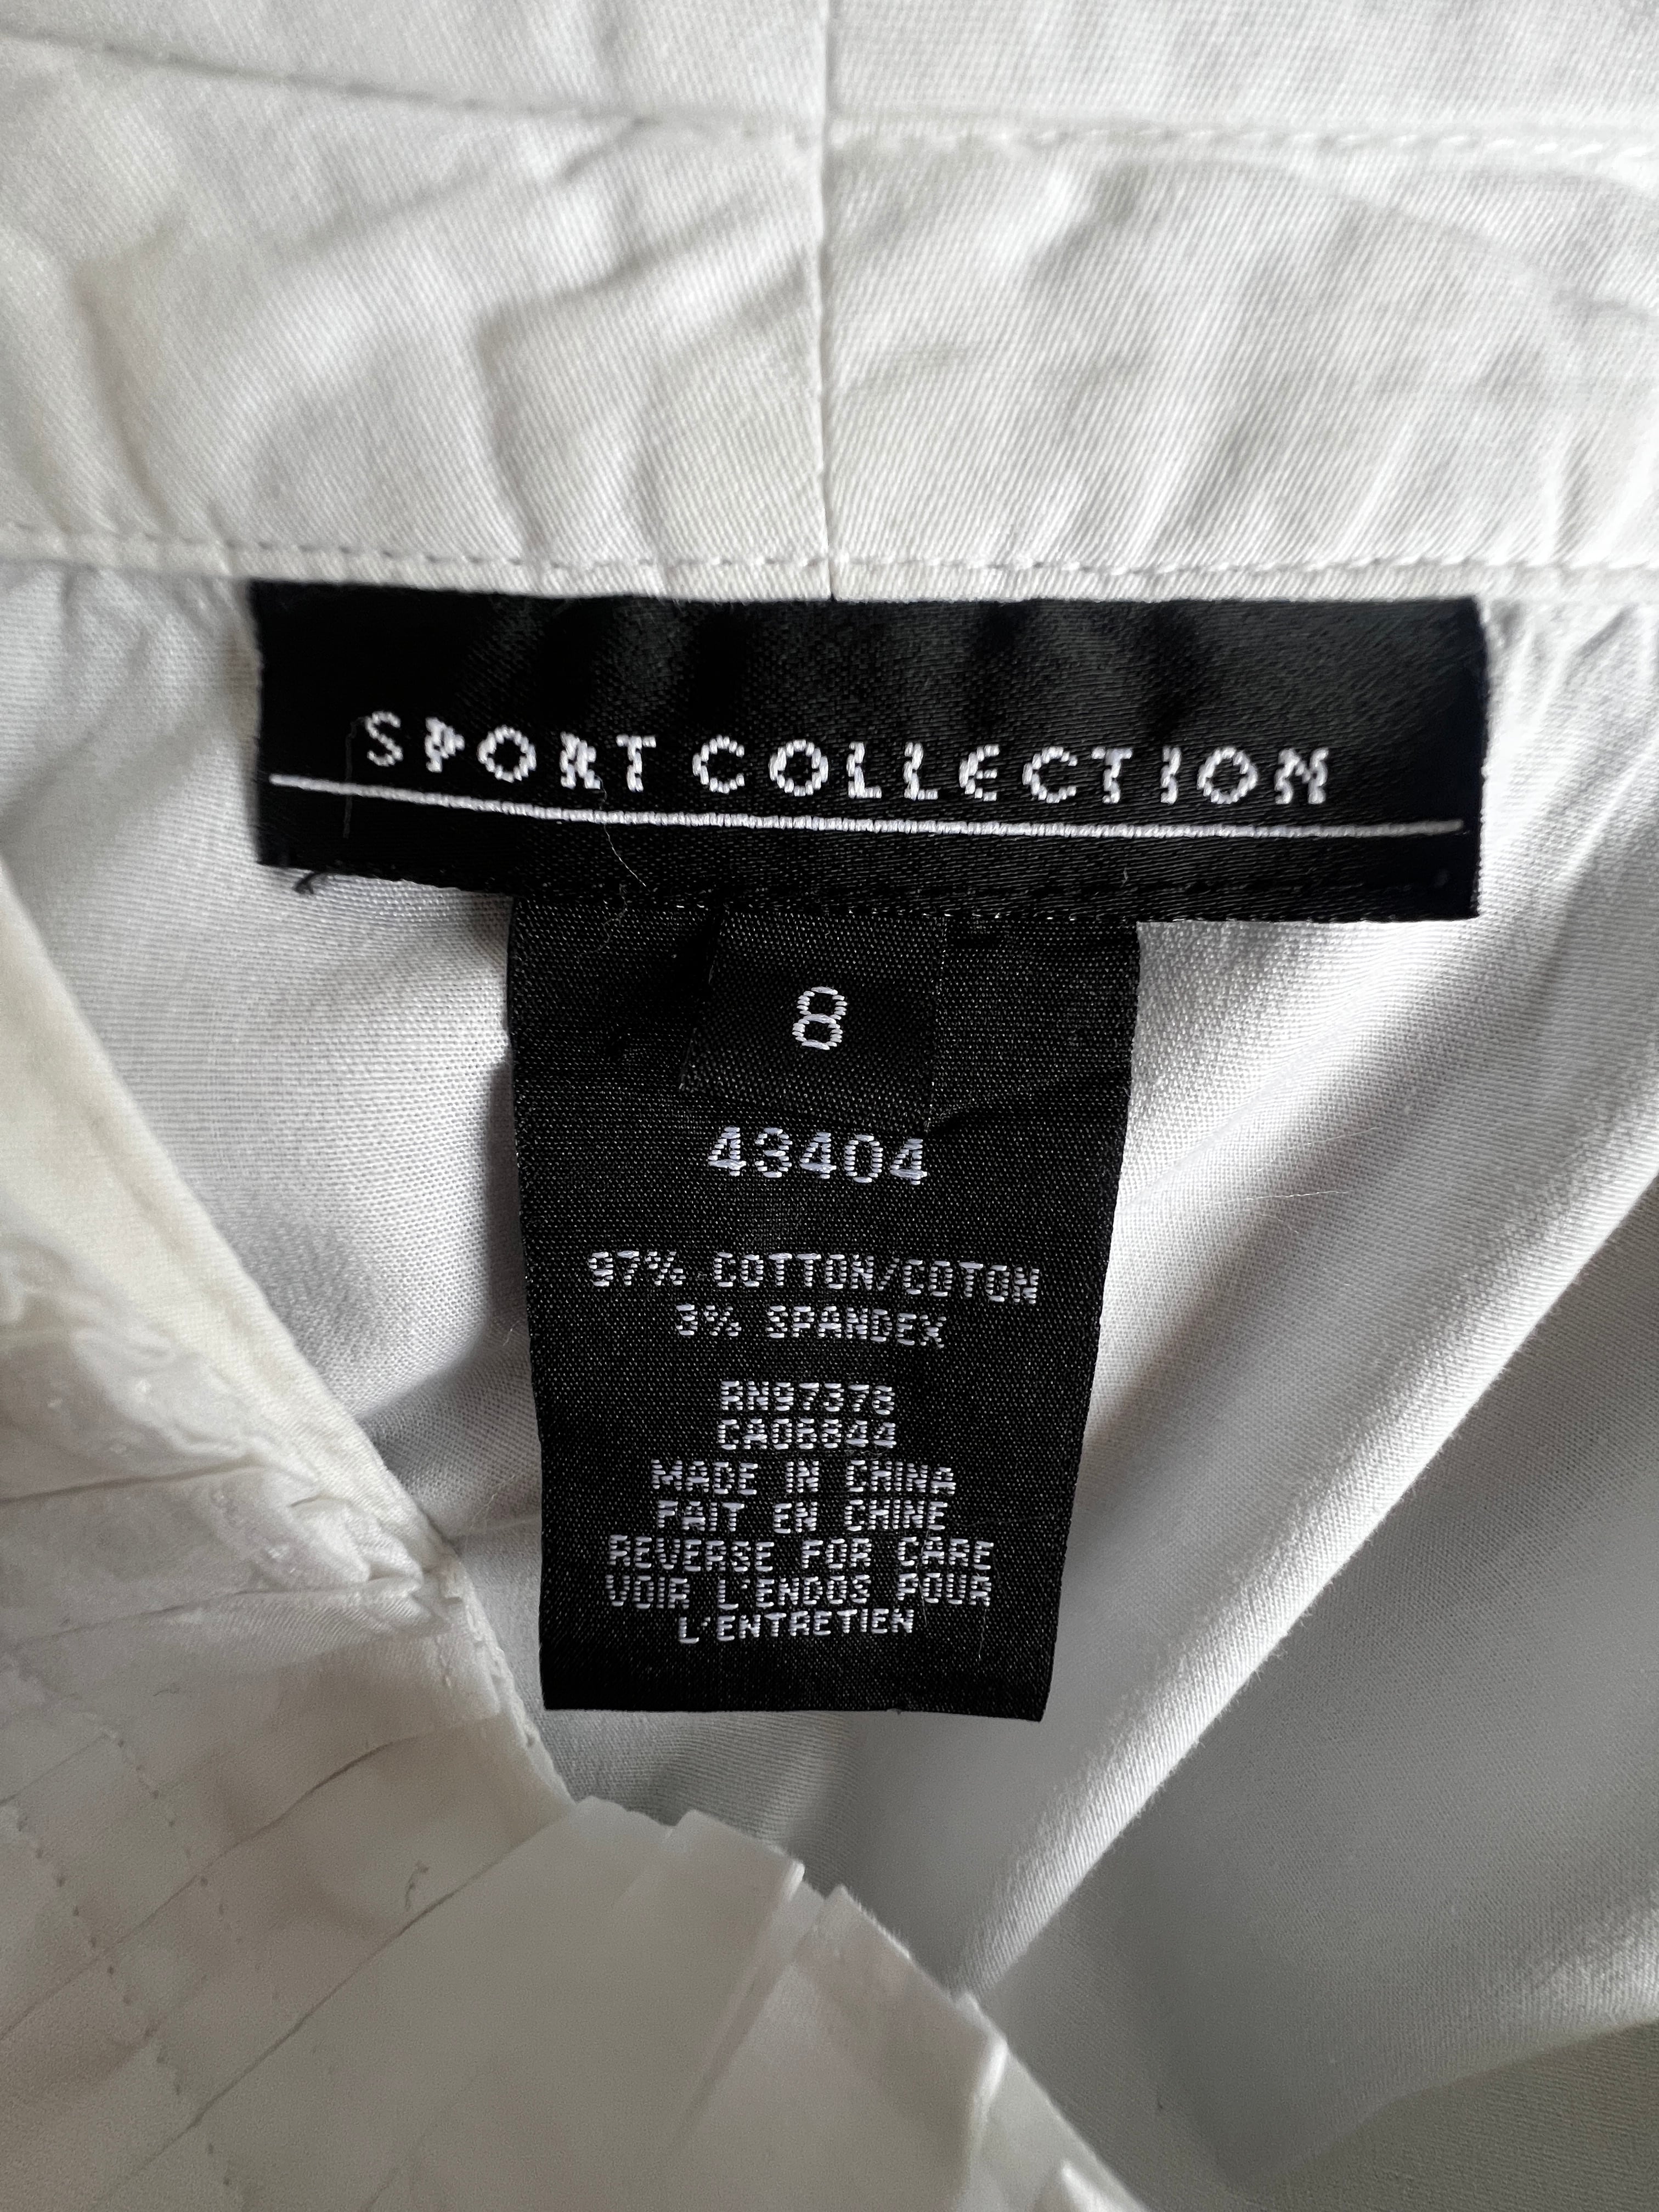 SPORT COLLECTION
8
43404
97% COTTON/COTON
3% SPANDEX
RN97378
CA06844
MADE IN CHINA
FAIT EN CHINE
REVERSE FOR CARE
VOIR L'ENDOS POUR
L'ENTRETIEN